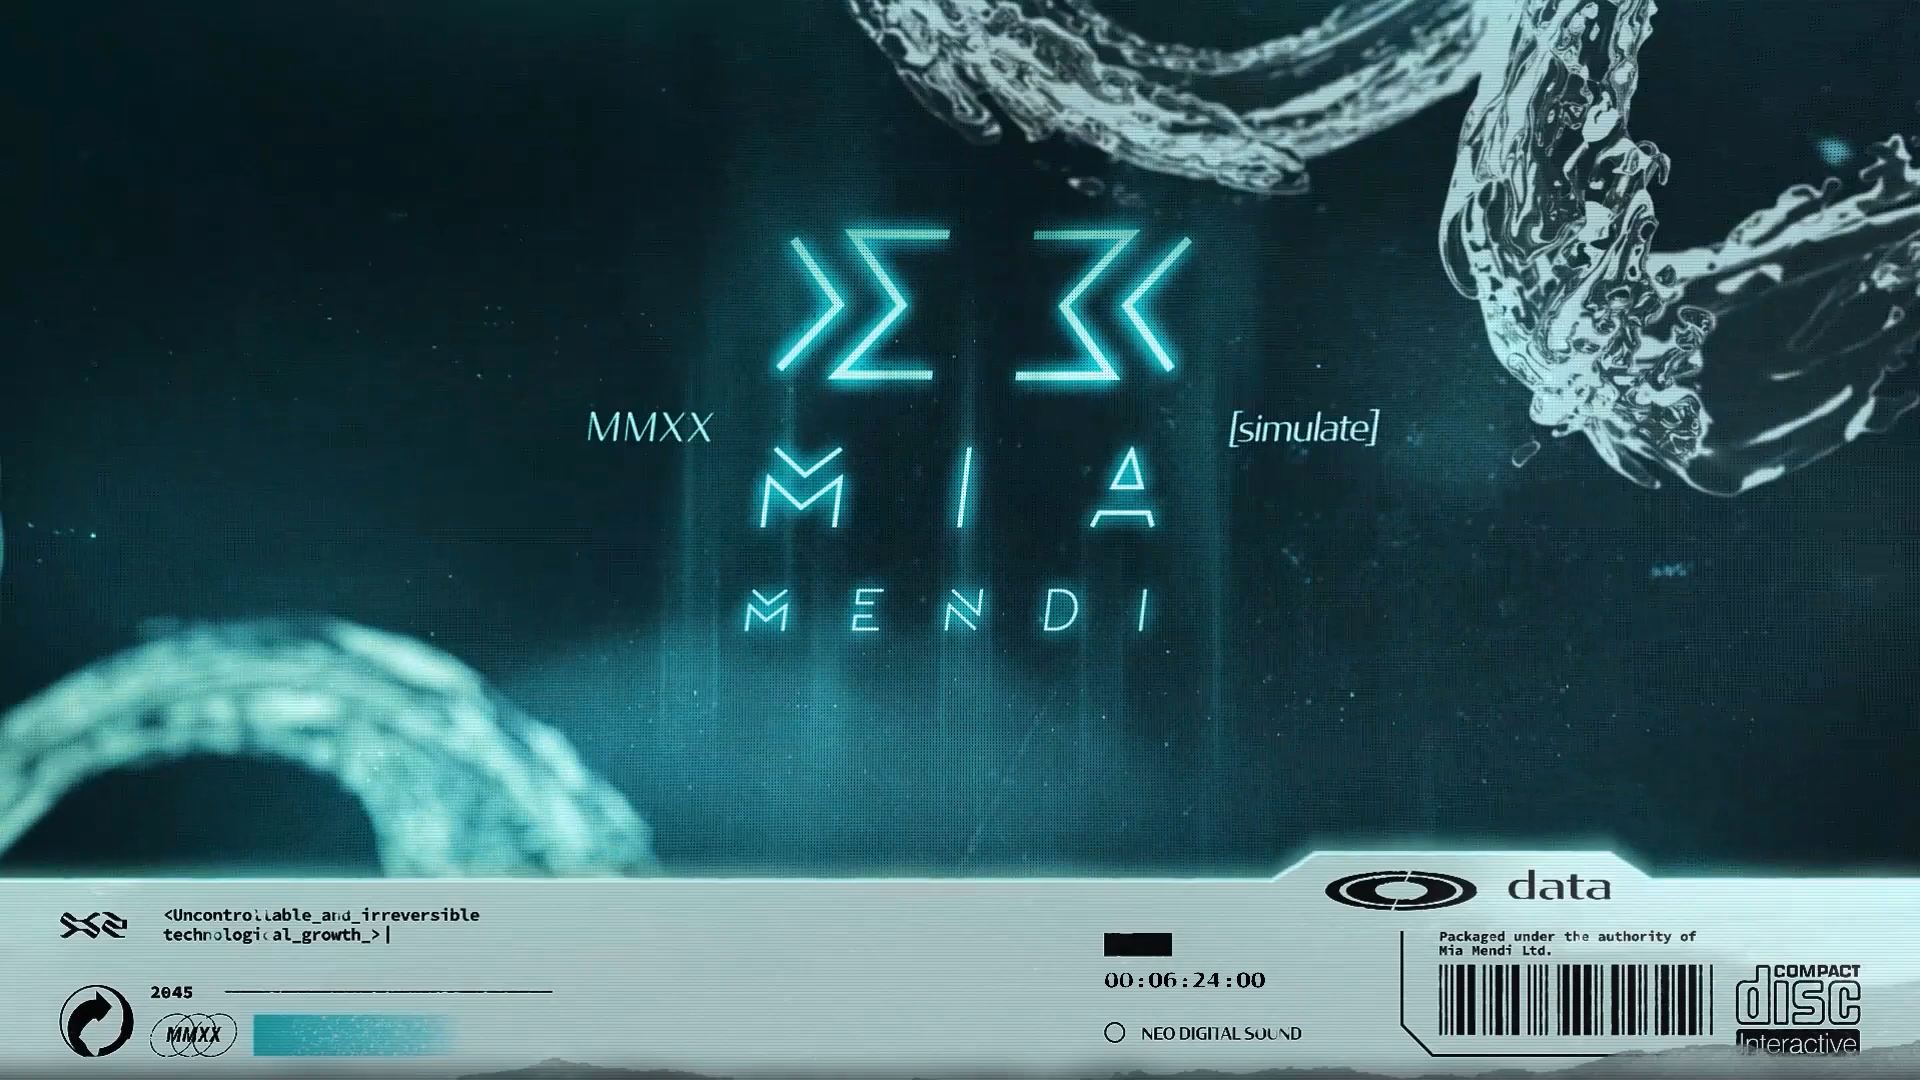 MMXX
[simulate]
MIA
MENDI
data
<Uncontrollable_and_irreversible
technological_growth_>|
Packaged under the authority of
Mia Mendi Ltd.
2045
MMXX
00:06:24:00
NEO DIGITAL SOUND
COMPACT
disc
Interactive